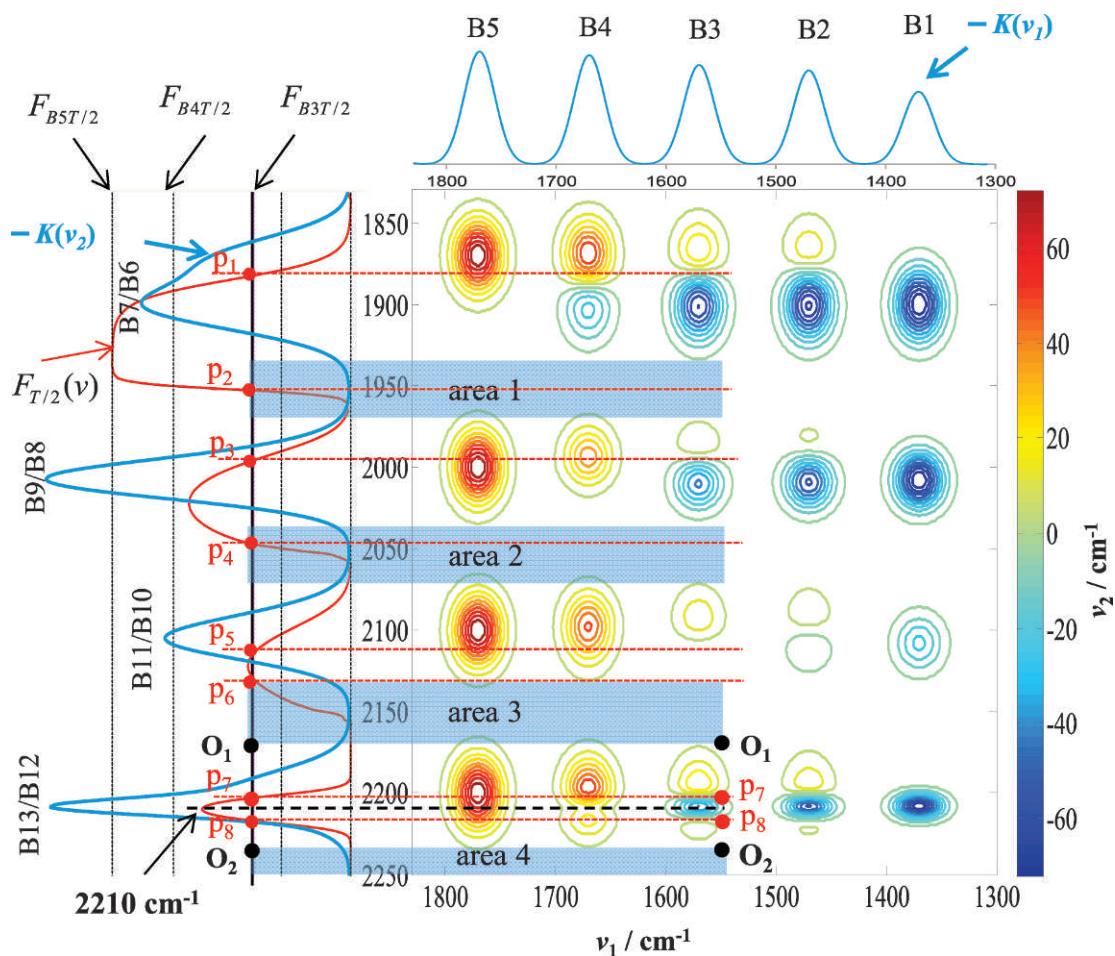 B5 B4 B3 B2 B1
– K(ν1)
1800 1700 1600 1500 1400 1300
F_B5T/2 F_B4T/2 F_B3T/2
– K(ν2)
F_T/2(ν)
B7/B6
B9/B8
B11/B10
B13/B12
p1
p2
p3
p4
p5
p6
O1
p7
p8
O2
2210 cm-1
1850
1900
1950
2000
2050
2100
2150
2200
2250
area 1
area 2
area 3
area 4
O1
p7
p8
O2
1800 1700 1600 1500 1400 1300
ν1 / cm-1
60
40
20
0
-20
-40
-60
ν2 / cm-1